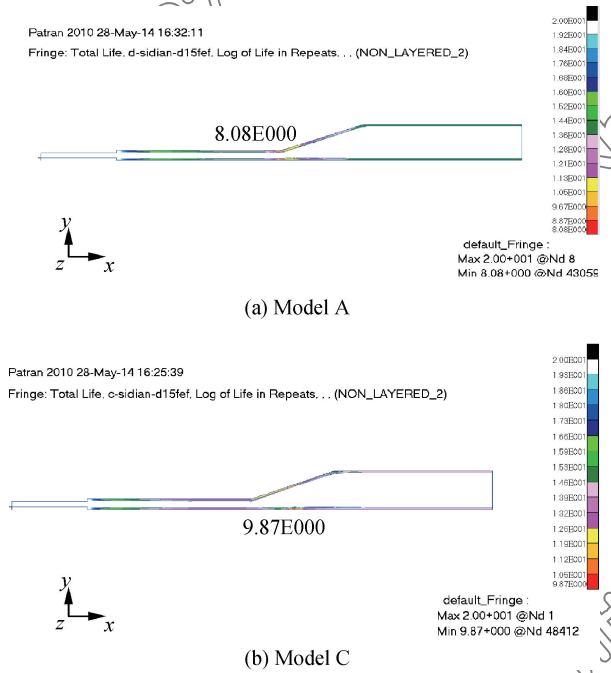 Patran 2010 28-May-14 16:32:11
Fringe: Total Life, d-sidian-d15fef, Log of Life in Repeats, . . (NON_LAYERED_2)
2.00E001
1.92E001
1.84E001
1.76E001
1.68E001
1.60E001
1.52E001
1.44E001
1.36E001
1.28E001
1.21E001
1.13E001
1.05E001
9.67E000
8.87E000
8.08E000
8.08E000
y
z
x
default_Fringe :
Max 2.00+001 @Nd 8
Min 8.08+000 @Nd 43059
(a) Model A
Patran 2010 28-May-14 16:25:39
Fringe: Total Life, c-sidian-d15fef, Log of Life in Repeats, . . (NON_LAYERED_2)
2.00E001
1.93E001
1.86E001
1.80E001
1.73E001
1.66E001
1.59E001
1.53E001
1.46E001
1.39E001
1.32E001
1.26E001
1.19E001
1.12E001
1.05E001
9.87E000
9.87E000
y
z
x
default_Fringe :
Max 2.00+001 @Nd 1
Min 9.87+000 @Nd 48412
(b) Model C